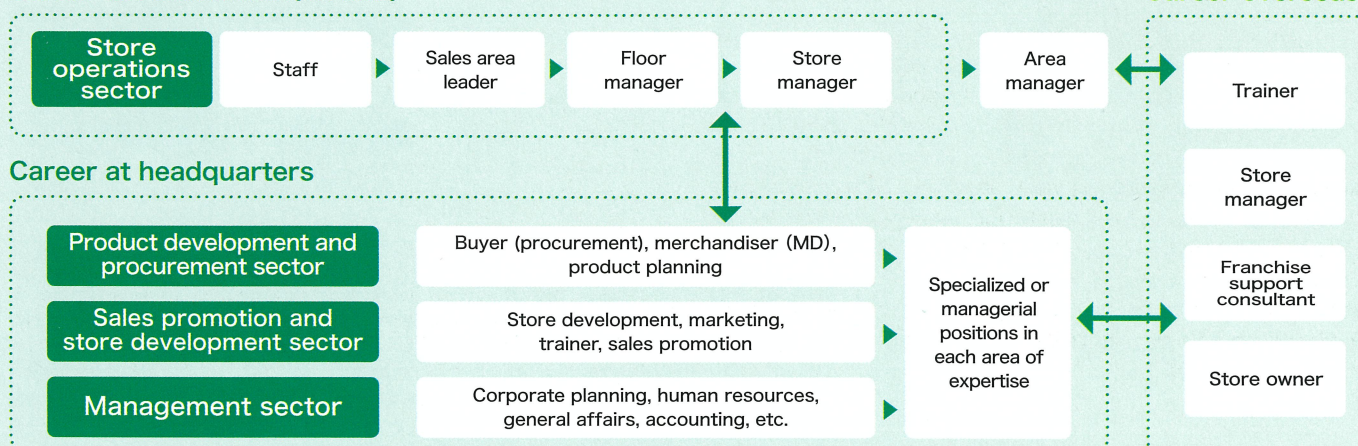 Store
operations
sector
Staff
Sales area
leader
Floor
manager
Store
manager
Area
manager
Trainer
Store
manager
Franchise
support
consultant
Store owner
Career at headquarters
Product development and
procurement sector
Buyer (procurement), merchandiser (MD),
product planning
Sales promotion and
store development sector
Store development, marketing,
trainer, sales promotion
Management sector
Corporate planning, human resources,
general affairs, accounting, etc.
Specialized or
managerial
positions in
each area of
expertise